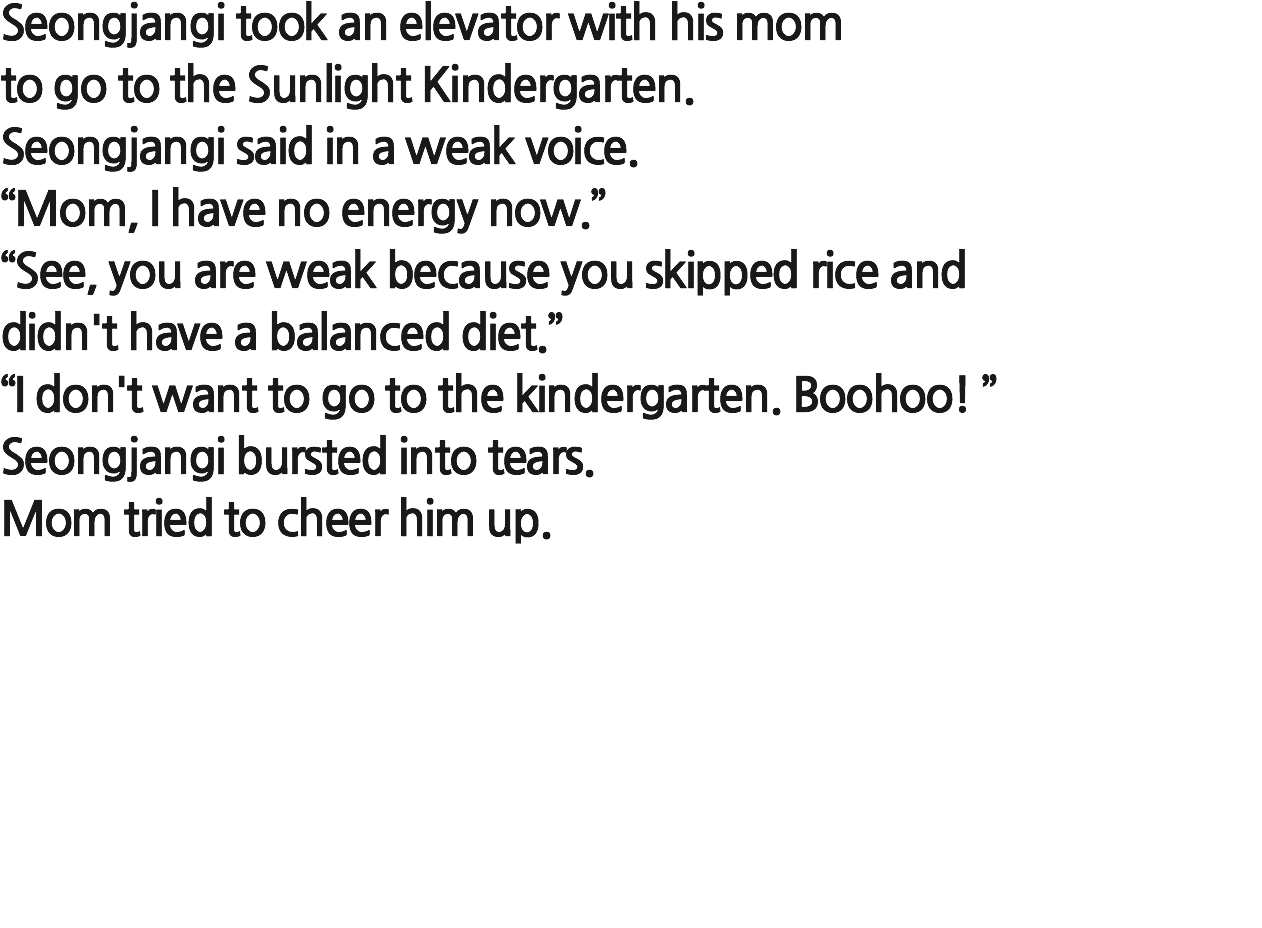 Seongjangi took an elevator with his mom
to go to the Sunlight Kindergarten.
Seongjangi said in a weak voice.
“Mom, I have no energy now.”
“See, you are weak because you skipped rice and
didn't have a balanced diet.”
“I don't want to go to the kindergarten. Boohoo! ”
Seongjangi bursted into tears.
Mom tried to cheer him up.